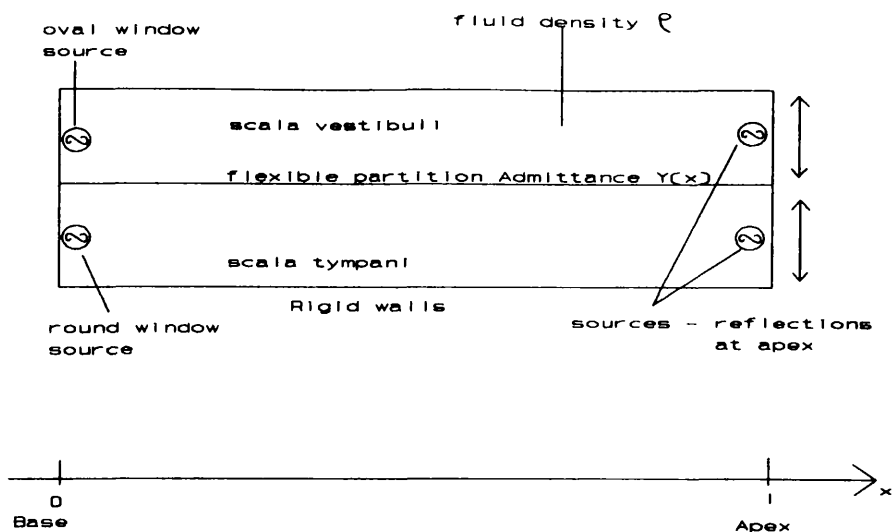 oval window
source
fluid density ρ
scala vestibuli
flexible partition Admittance Y(x)
scala tympani
Rigid walls
round window
source
sources - reflections
at apex
x
0
1
Base
Apex